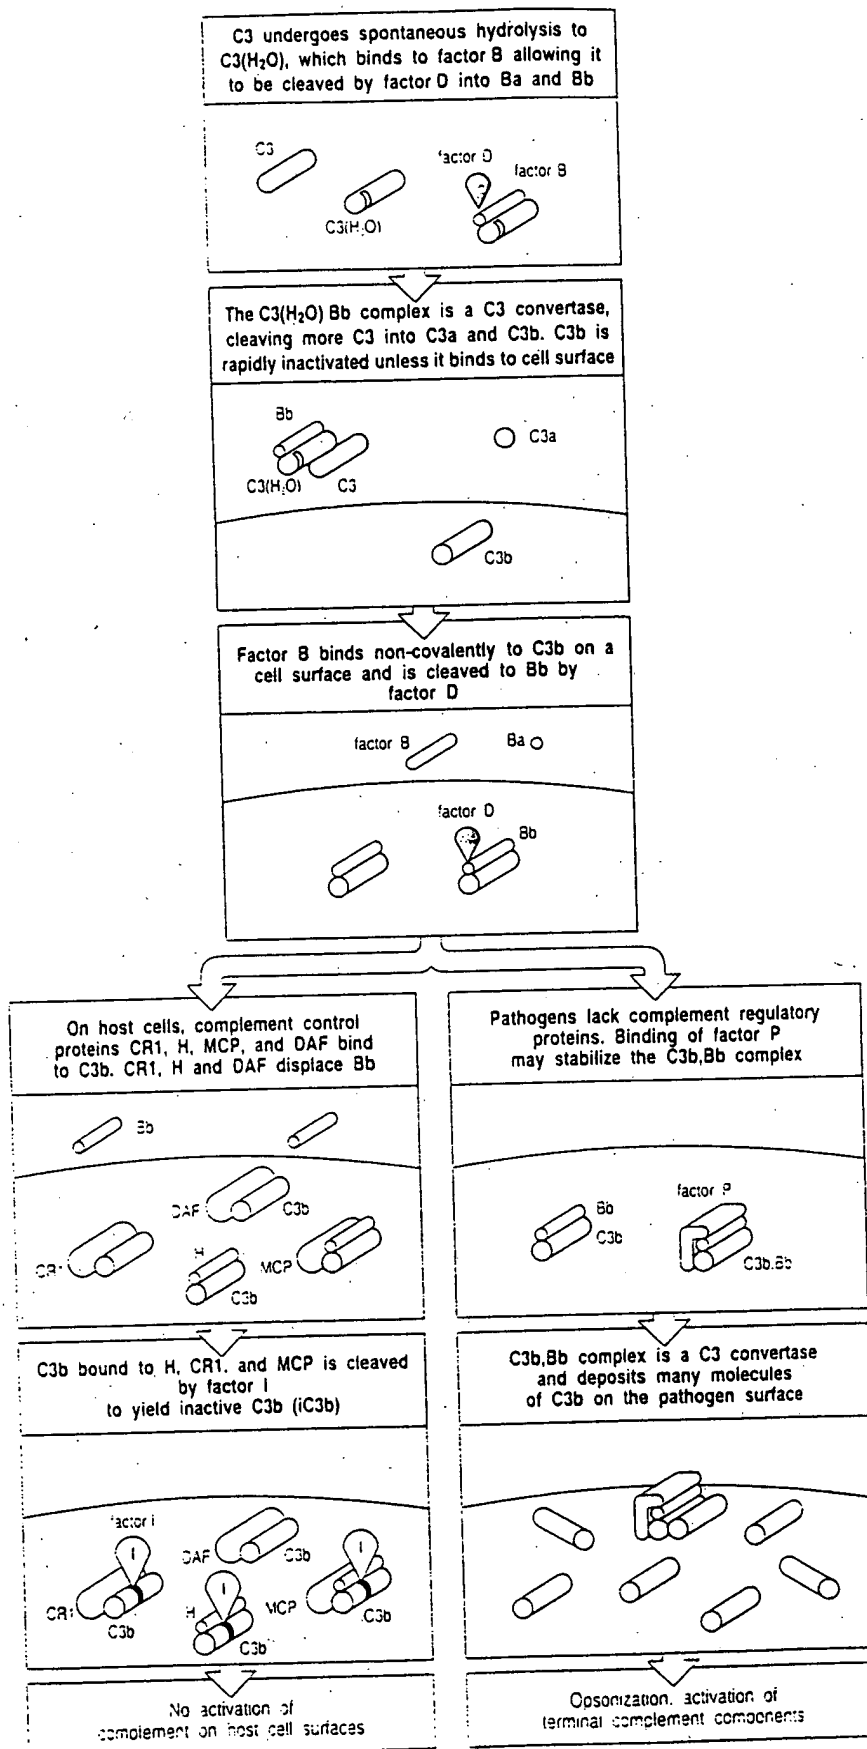 C3 undergoes spontaneous hydrolysis to
C3(H₂O), which binds to factor B allowing it
to be cleaved by factor D into Ba and Bb
C3
C3(H₂O)
factor D
factor B
The C3(H₂O) Bb complex is a C3 convertase,
cleaving more C3 into C3a and C3b. C3b is
rapidly inactivated unless it binds to cell surface
Bb
C3(H₂O)
C3
C3a
C3b
Factor B binds non-covalently to C3b on a
cell surface and is cleaved to Bb by
factor D
factor B
Ba
factor D
Bb
On host cells, complement control
proteins CR1, H, MCP, and DAF bind
to C3b. CR1, H and DAF displace Bb
Bb
DAF
C3b
CR1
H
C3b
MCP
C3b bound to H, CR1. and MCP is cleaved
by factor I
to yield inactive C3b (iC3b)
factor I
I
CR1
C3b
DAF
C3b
H
I
C3b
MCP
I
C3b
No activation of
complement on host cell surfaces
Pathogens lack complement regulatory
proteins. Binding of factor P
may stabilize the C3b,Bb complex
Bb
C3b
factor P
C3b.Bb
C3b,Bb complex is a C3 convertase
and deposits many molecules
of C3b on the pathogen surface
Opsonization. activation of
terminal complement components